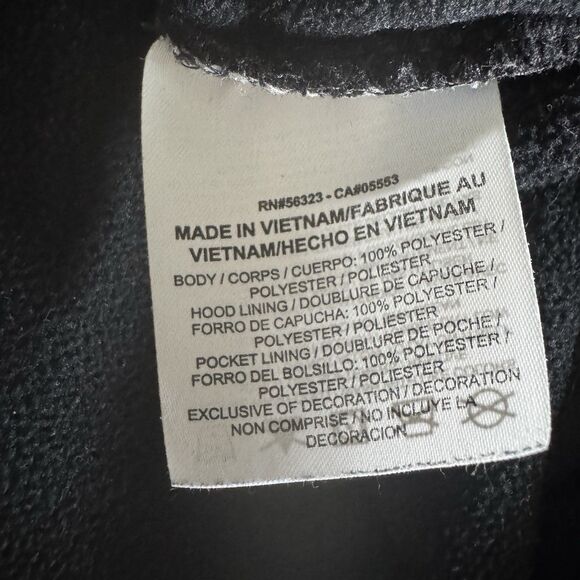 RN#56323 - CA#05553
MADE IN VIETNAM/FABRIQUE AU
VIETNAM/HECHO EN VIETNAM
BODY / CORPS / CUERPO: 100% POLYESTER /
POLYESTER / POLIESTER
HOOD LINING / DOUBLURE DE CAPUCHE /
FORRO DE CAPUCHA: 100% POLYESTER /
POLYESTER / POLIESTER
POCKET LINING / DOUBLURE DE POCHE /
FORRO DEL BOLSILLO: 100% POLYESTER /
POLYESTER / POLIESTER
EXCLUSIVE OF DECORATION / DECORATION
NON COMPRISE / NO INCLUYE LA
DECORACION